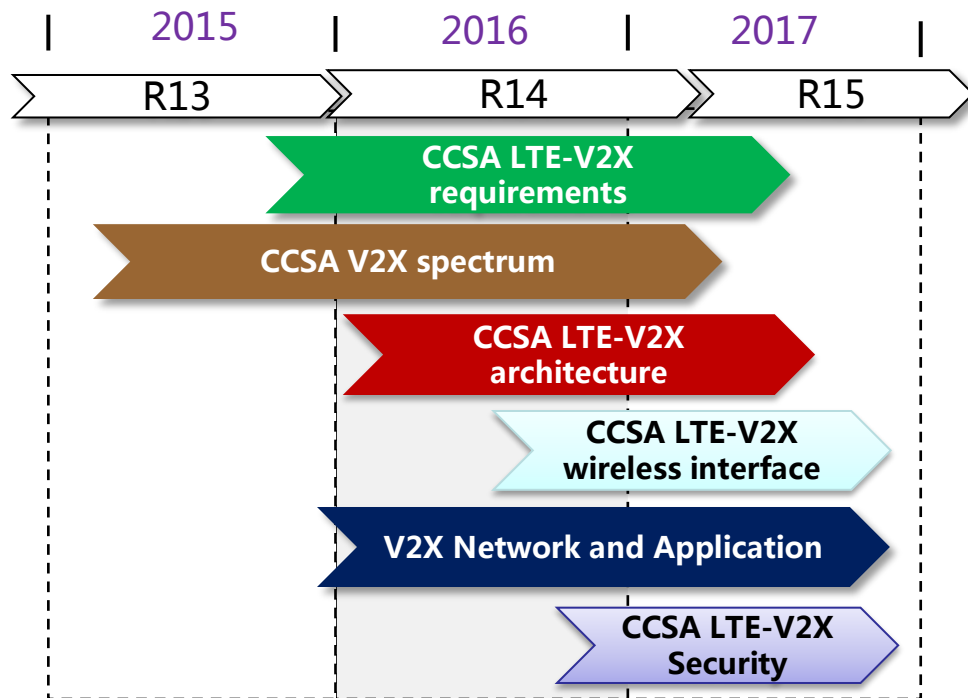 2015
2016
2017
R13
R14
R15
CCSA LTE-V2X
requirements
CCSA V2X spectrum
CCSA LTE-V2X
architecture
CCSA LTE-V2X
wireless interface
V2X Network and Application
CCSA LTE-V2X
Security